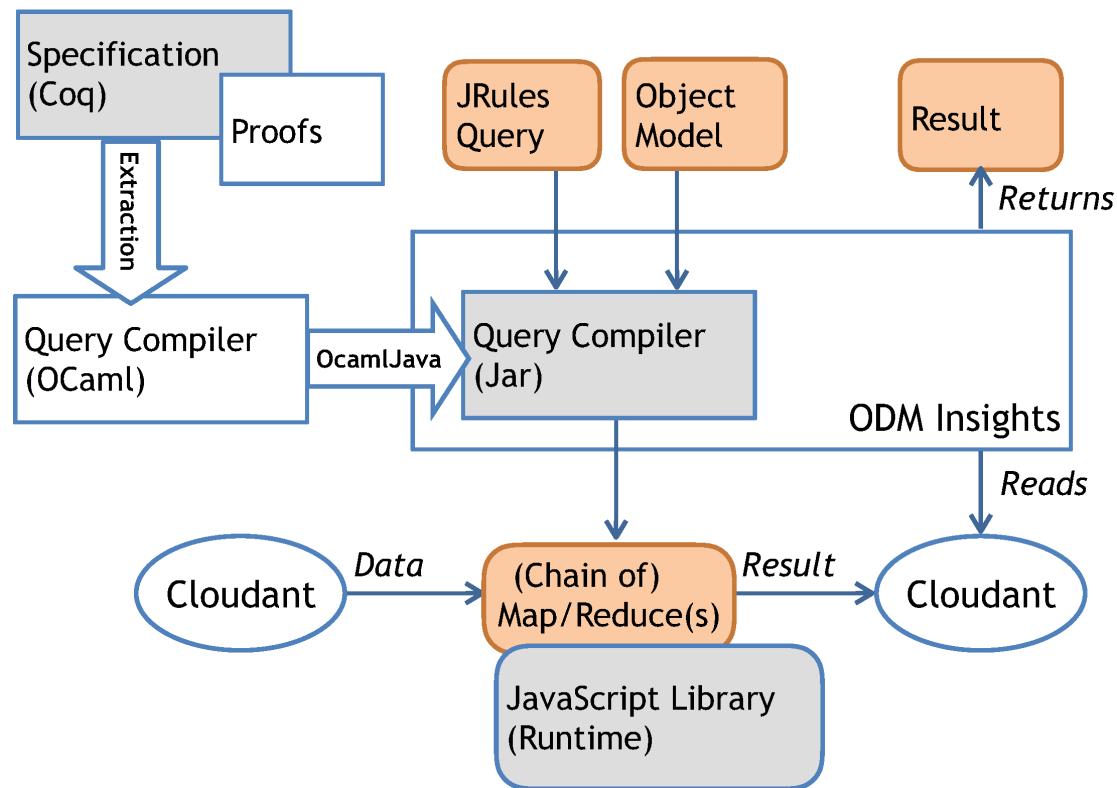 Specification
(Coq)
Proofs
JRules
Query
Object
Model
Result
Extraction
Returns
Query Compiler
(OCaml)
OcamlJava
Query Compiler
(Jar)
ODM Insights
Reads
Cloudant
Data
(Chain of)
Map/Reduce(s)
Result
Cloudant
JavaScript Library
(Runtime)